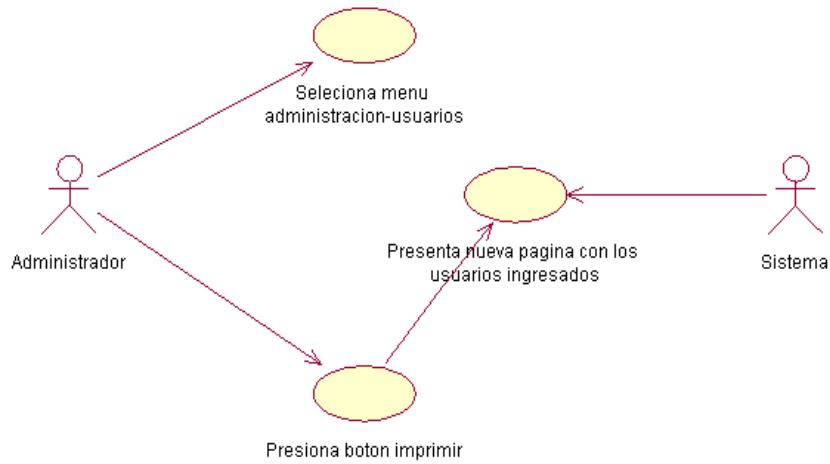 Seleciona menu
administracion-usuarios
Administrador
Presenta nueva pagina con los
usuarios ingresados
Sistema
Presiona boton imprimir